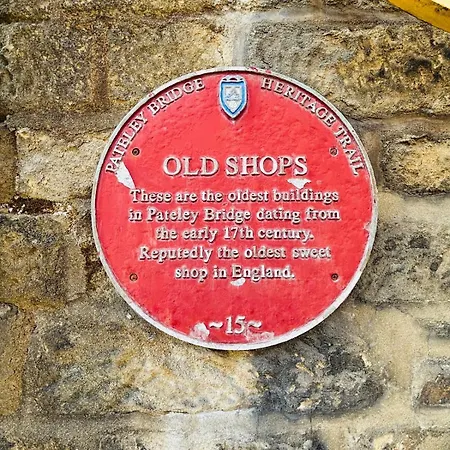 PATELEY BRIDGE HERITAGE TRAIL
OLD SHOPS
These are the oldest buildings
in Pateley Bridge dating from
the early 17th century.
Reputedly the oldest sweet
shop in England.
~15~